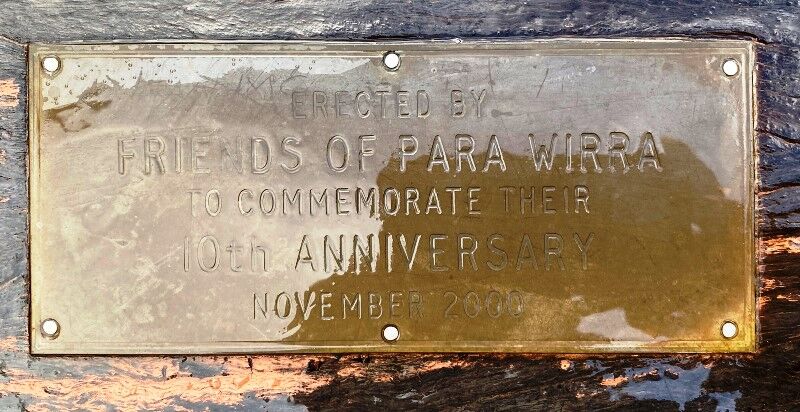 ERECTED BY
FRIENDS OF PARA WIRRA
TO COMMEMORATE THEIR
10th ANNIVERSARY
NOVEMBER 2000